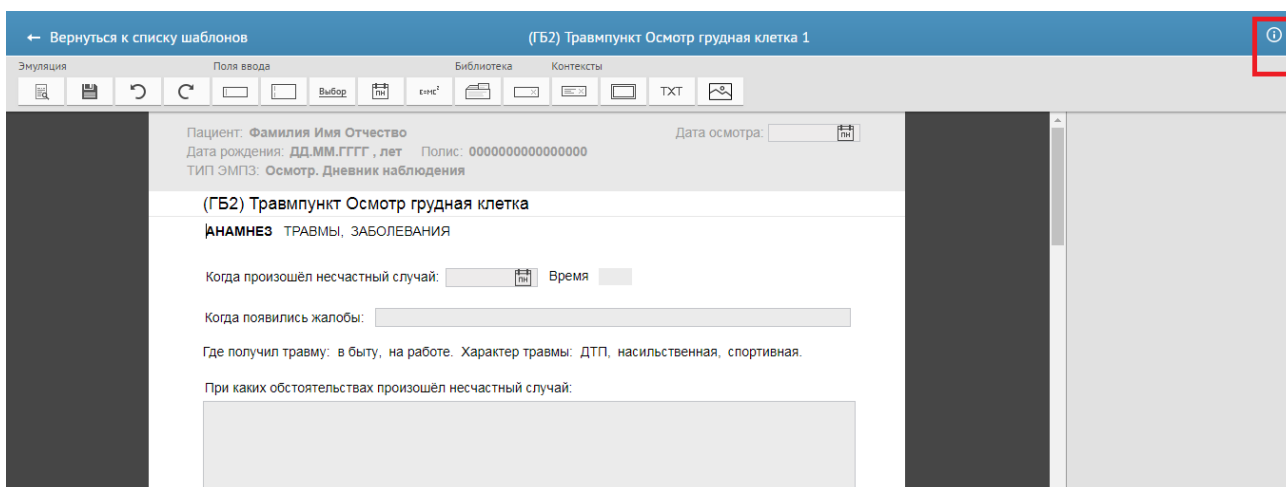 ← Вернуться к списку шаблонов (ГБ2) Травмпункт Осмотр грудная клетка 1
Эмуляция Поля ввода Библиотека Контексты
Выбор ПН E=MC² TXT
Пациент: Фамилия Имя Отчество Дата осмотра: ПН
Дата рождения: ДД.ММ.ГГГГ , лет Полис: 0000000000000000
ТИП ЭМПЗ: Осмотр. Дневник наблюдения
(ГБ2) Травмпункт Осмотр грудная клетка
АНАМНЕЗ ТРАВМЫ, ЗАБОЛЕВАНИЯ
Когда произошёл несчастный случай: ПН Время
Когда появились жалобы:
Где получил травму: в быту, на работе. Характер травмы: ДТП, насильственная, спортивная.
При каких обстоятельствах произошёл несчастный случай: